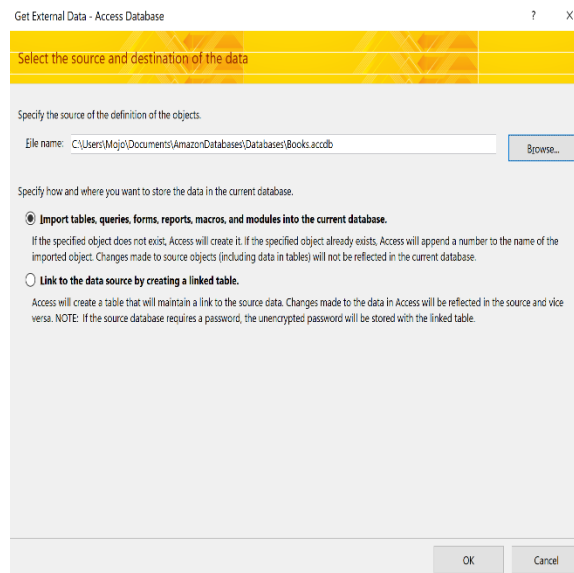 Get External Data - Access Database ? X
Select the source and destination of the data
Specify the source of the definition of the objects.
File name: C:\Users\Mojo\Documents\AmazonDatabases\Databases\Books.accdb Browse...
Specify how and where you want to store the data in the current database.
Import tables, queries, forms, reports, macros, and modules into the current database.
If the specified object does not exist, Access will create it. If the specified object already exists, Access will append a number to the name of the
imported object. Changes made to source objects (including data in tables) will not be reflected in the current database.
Link to the data source by creating a linked table.
Access will create a table that will maintain a link to the source data. Changes made to the data in Access will be reflected in the source and vice
versa. NOTE: If the source database requires a password, the unencrypted password will be stored with the linked table.
OK Cancel